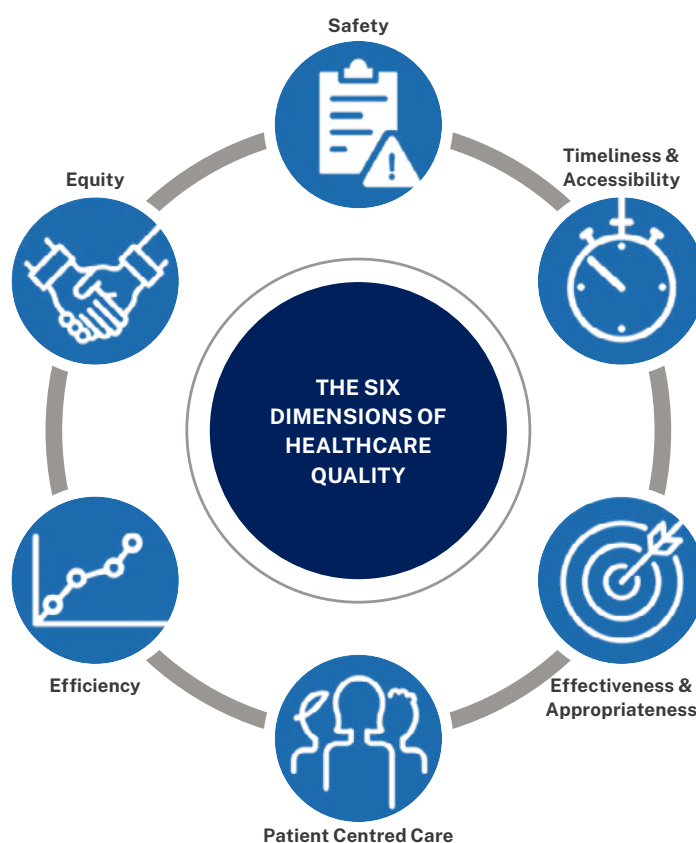 Safety
Timeliness &
Accessibility
Equity
THE SIX
DIMENSIONS OF
HEALTHCARE
QUALITY
Efficiency
Effectiveness &
Appropriateness
Patient Centred Care